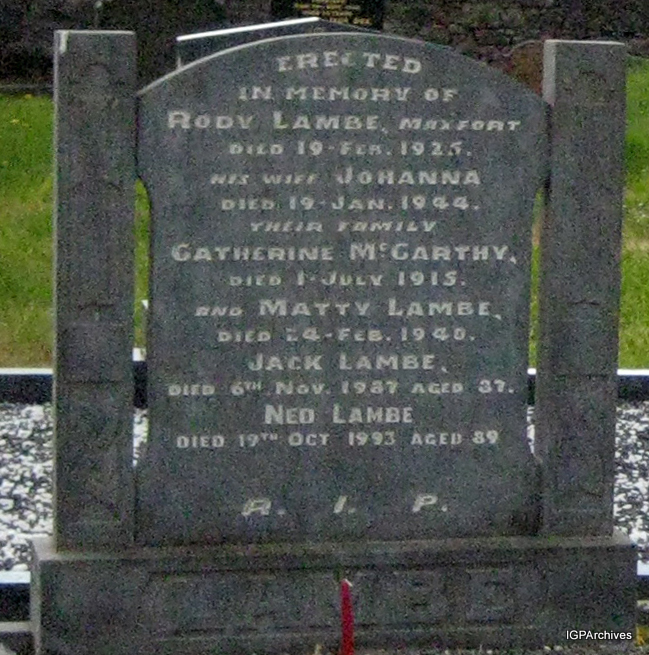 ERECTED
IN MEMORY OF
RODY LAMBE, MAXFORT
DIED 19-FEB. 1925.
HIS WIFE JOHANNA
DIED 19-JAN. 1944.
THEIR FAMILY
CATHERINE McCARTHY,
DIED 1-JULY 1915.
AND MATTY LAMBE,
DIED 24-FEB. 1940.
JACK LAMBE,
DIED 6TH NOV. 1987 AGED 87.
NED LAMBE
DIED 19TH OCT 1993 AGED 89
R. I. P.
LAMBE
IGPArchives